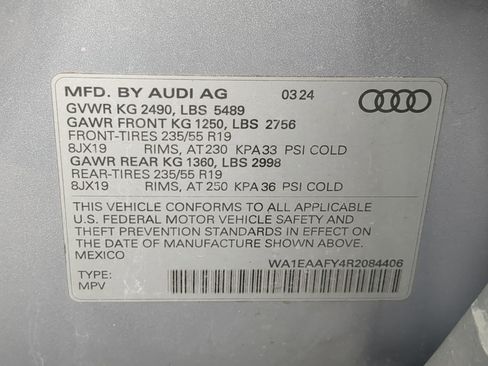 MFD. BY AUDI AG 03 24
GVWR KG 2490, LBS 5489
GAWR FRONT KG 1250, LBS 2756
FRONT-TIRES 235/55 R19
8JX19 RIMS, AT 230 KPA 33 PSI COLD
GAWR REAR KG 1360, LBS 2998
REAR-TIRES 235/55 R19
8JX19 RIMS, AT 250 KPA 36 PSI COLD
THIS VEHICLE CONFORMS TO ALL APPLICABLE
U.S. FEDERAL MOTOR VEHICLE SAFETY AND
THEFT PREVENTION STANDARDS IN EFFECT ON
THE DATE OF MANUFACTURE SHOWN ABOVE.
MEXICO
WA1EAAFY4R2084406
TYPE:
MPV